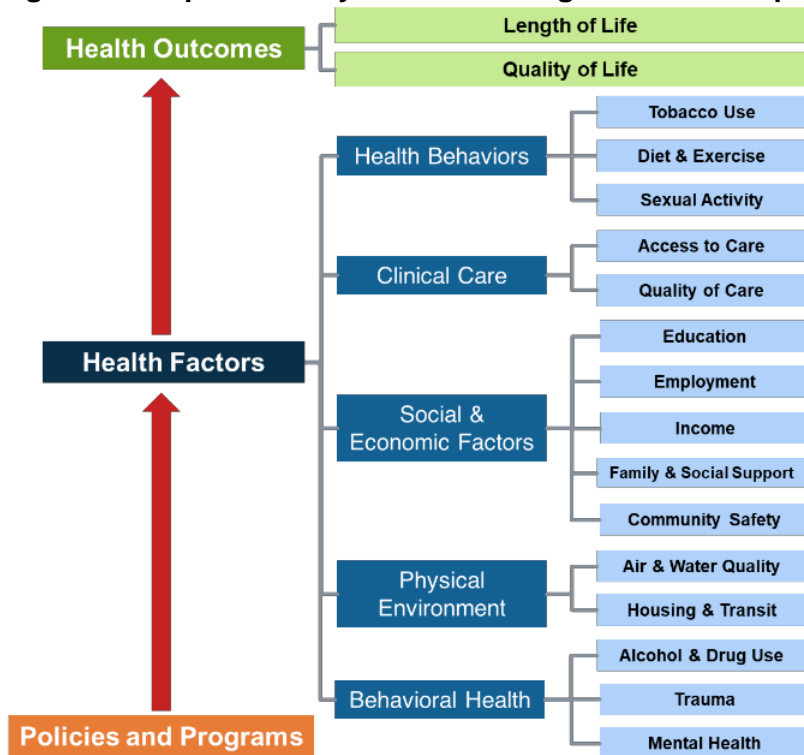 Health Outcomes
Length of Life
Quality of Life
Health Behaviors
Tobacco Use
Diet & Exercise
Sexual Activity
Clinical Care
Access to Care
Quality of Care
Health Factors
Social &
Economic Factors
Education
Employment
Income
Family & Social Support
Community Safety
Physical
Environment
Air & Water Quality
Housing & Transit
Behavioral Health
Alcohol & Drug Use
Trauma
Mental Health
Policies and Programs